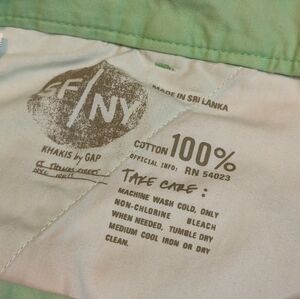 SF/NY
KHAKIS by GAP
MADE IN SRI LANKA
COTTON 100%
OFFICIAL INFO: RN 54023
TAKE CARE:
MACHINE WASH COLD, ONLY
NON-CHLORINE BLEACH
WHEN NEEDED, TUMBLE DRY
MEDIUM COOL IRON OR DRY
CLEAN.